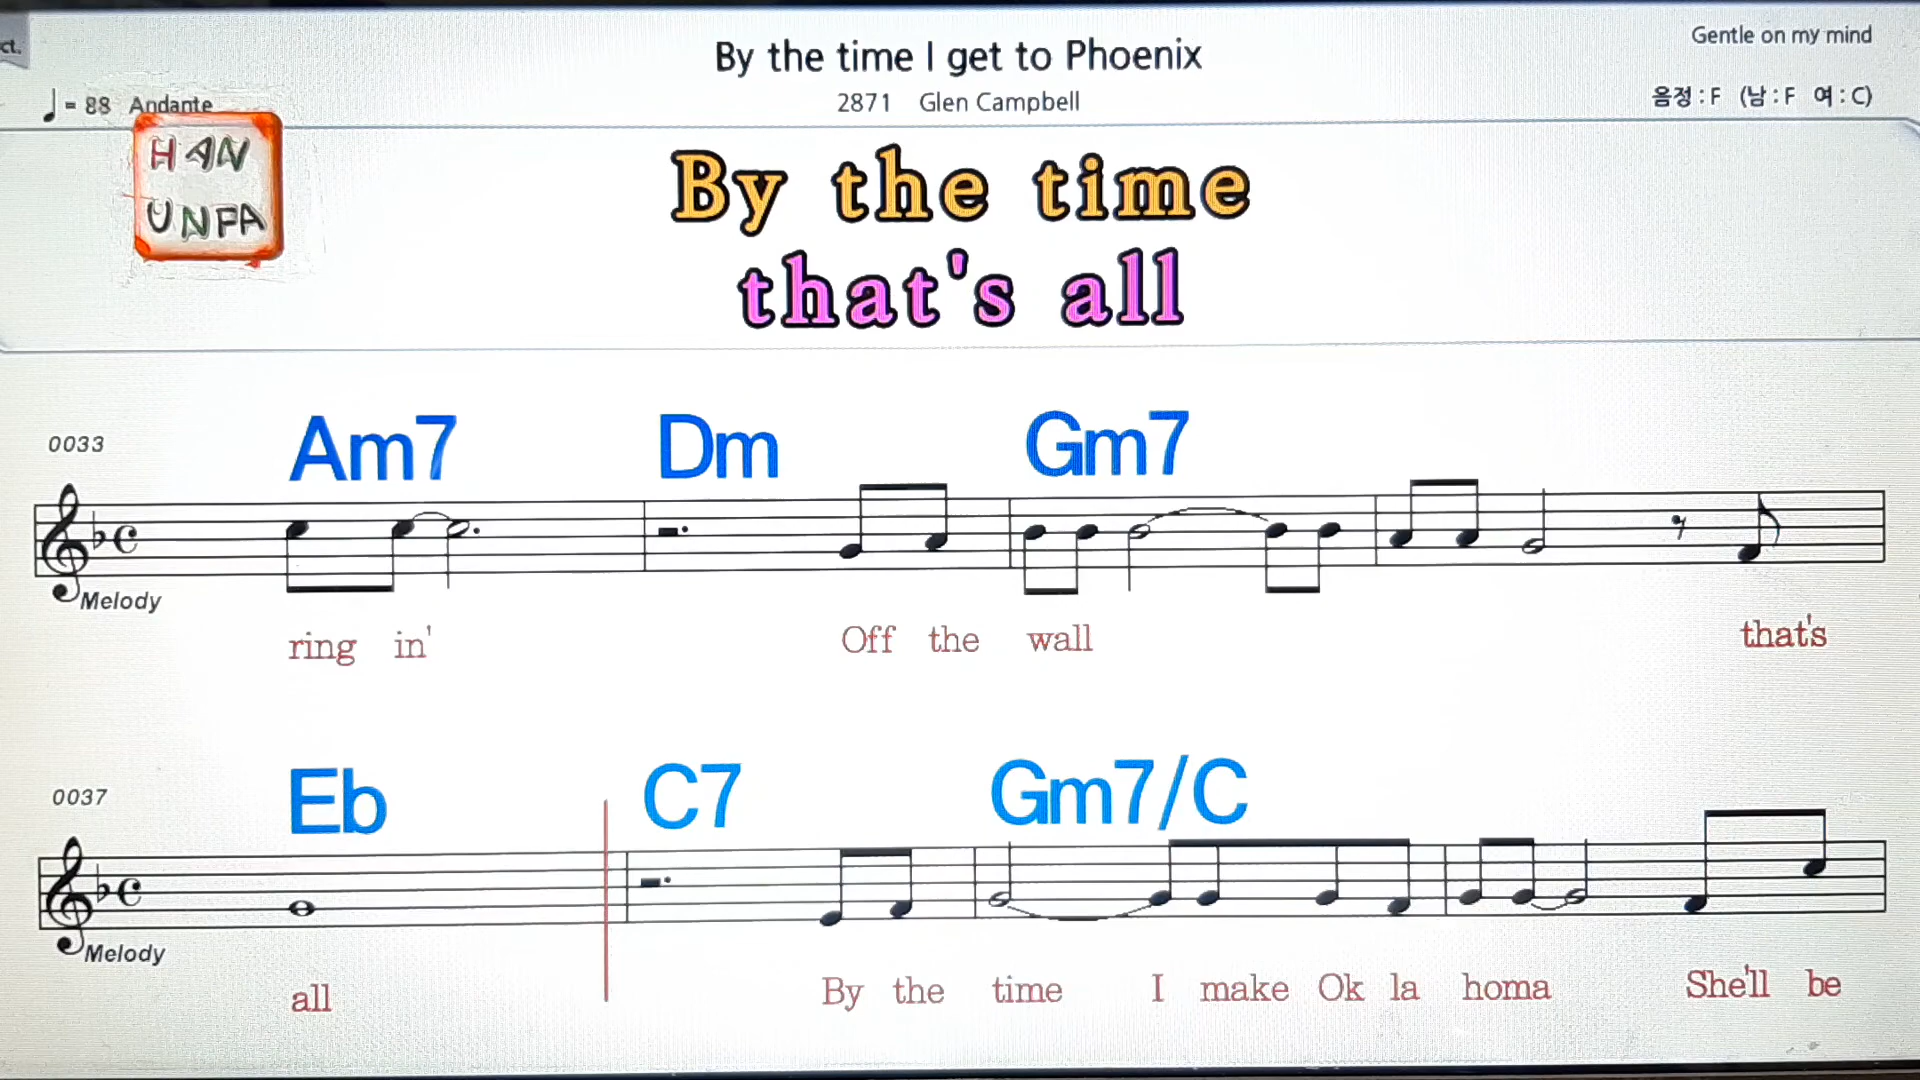 ct.
By the time I get to Phoenix
Gentle on my mind
♩ = 88 Andante
2871 Glen Campbell
음정 : F (남 : F 여 : C)
HAN
UNFA
By the time
that's all
0033
Am7 Dm Gm7
Melody
ring in' Off the wall that's
0037
Eb C7 Gm7/C
Melody
all By the time I make Ok la homa She'll be